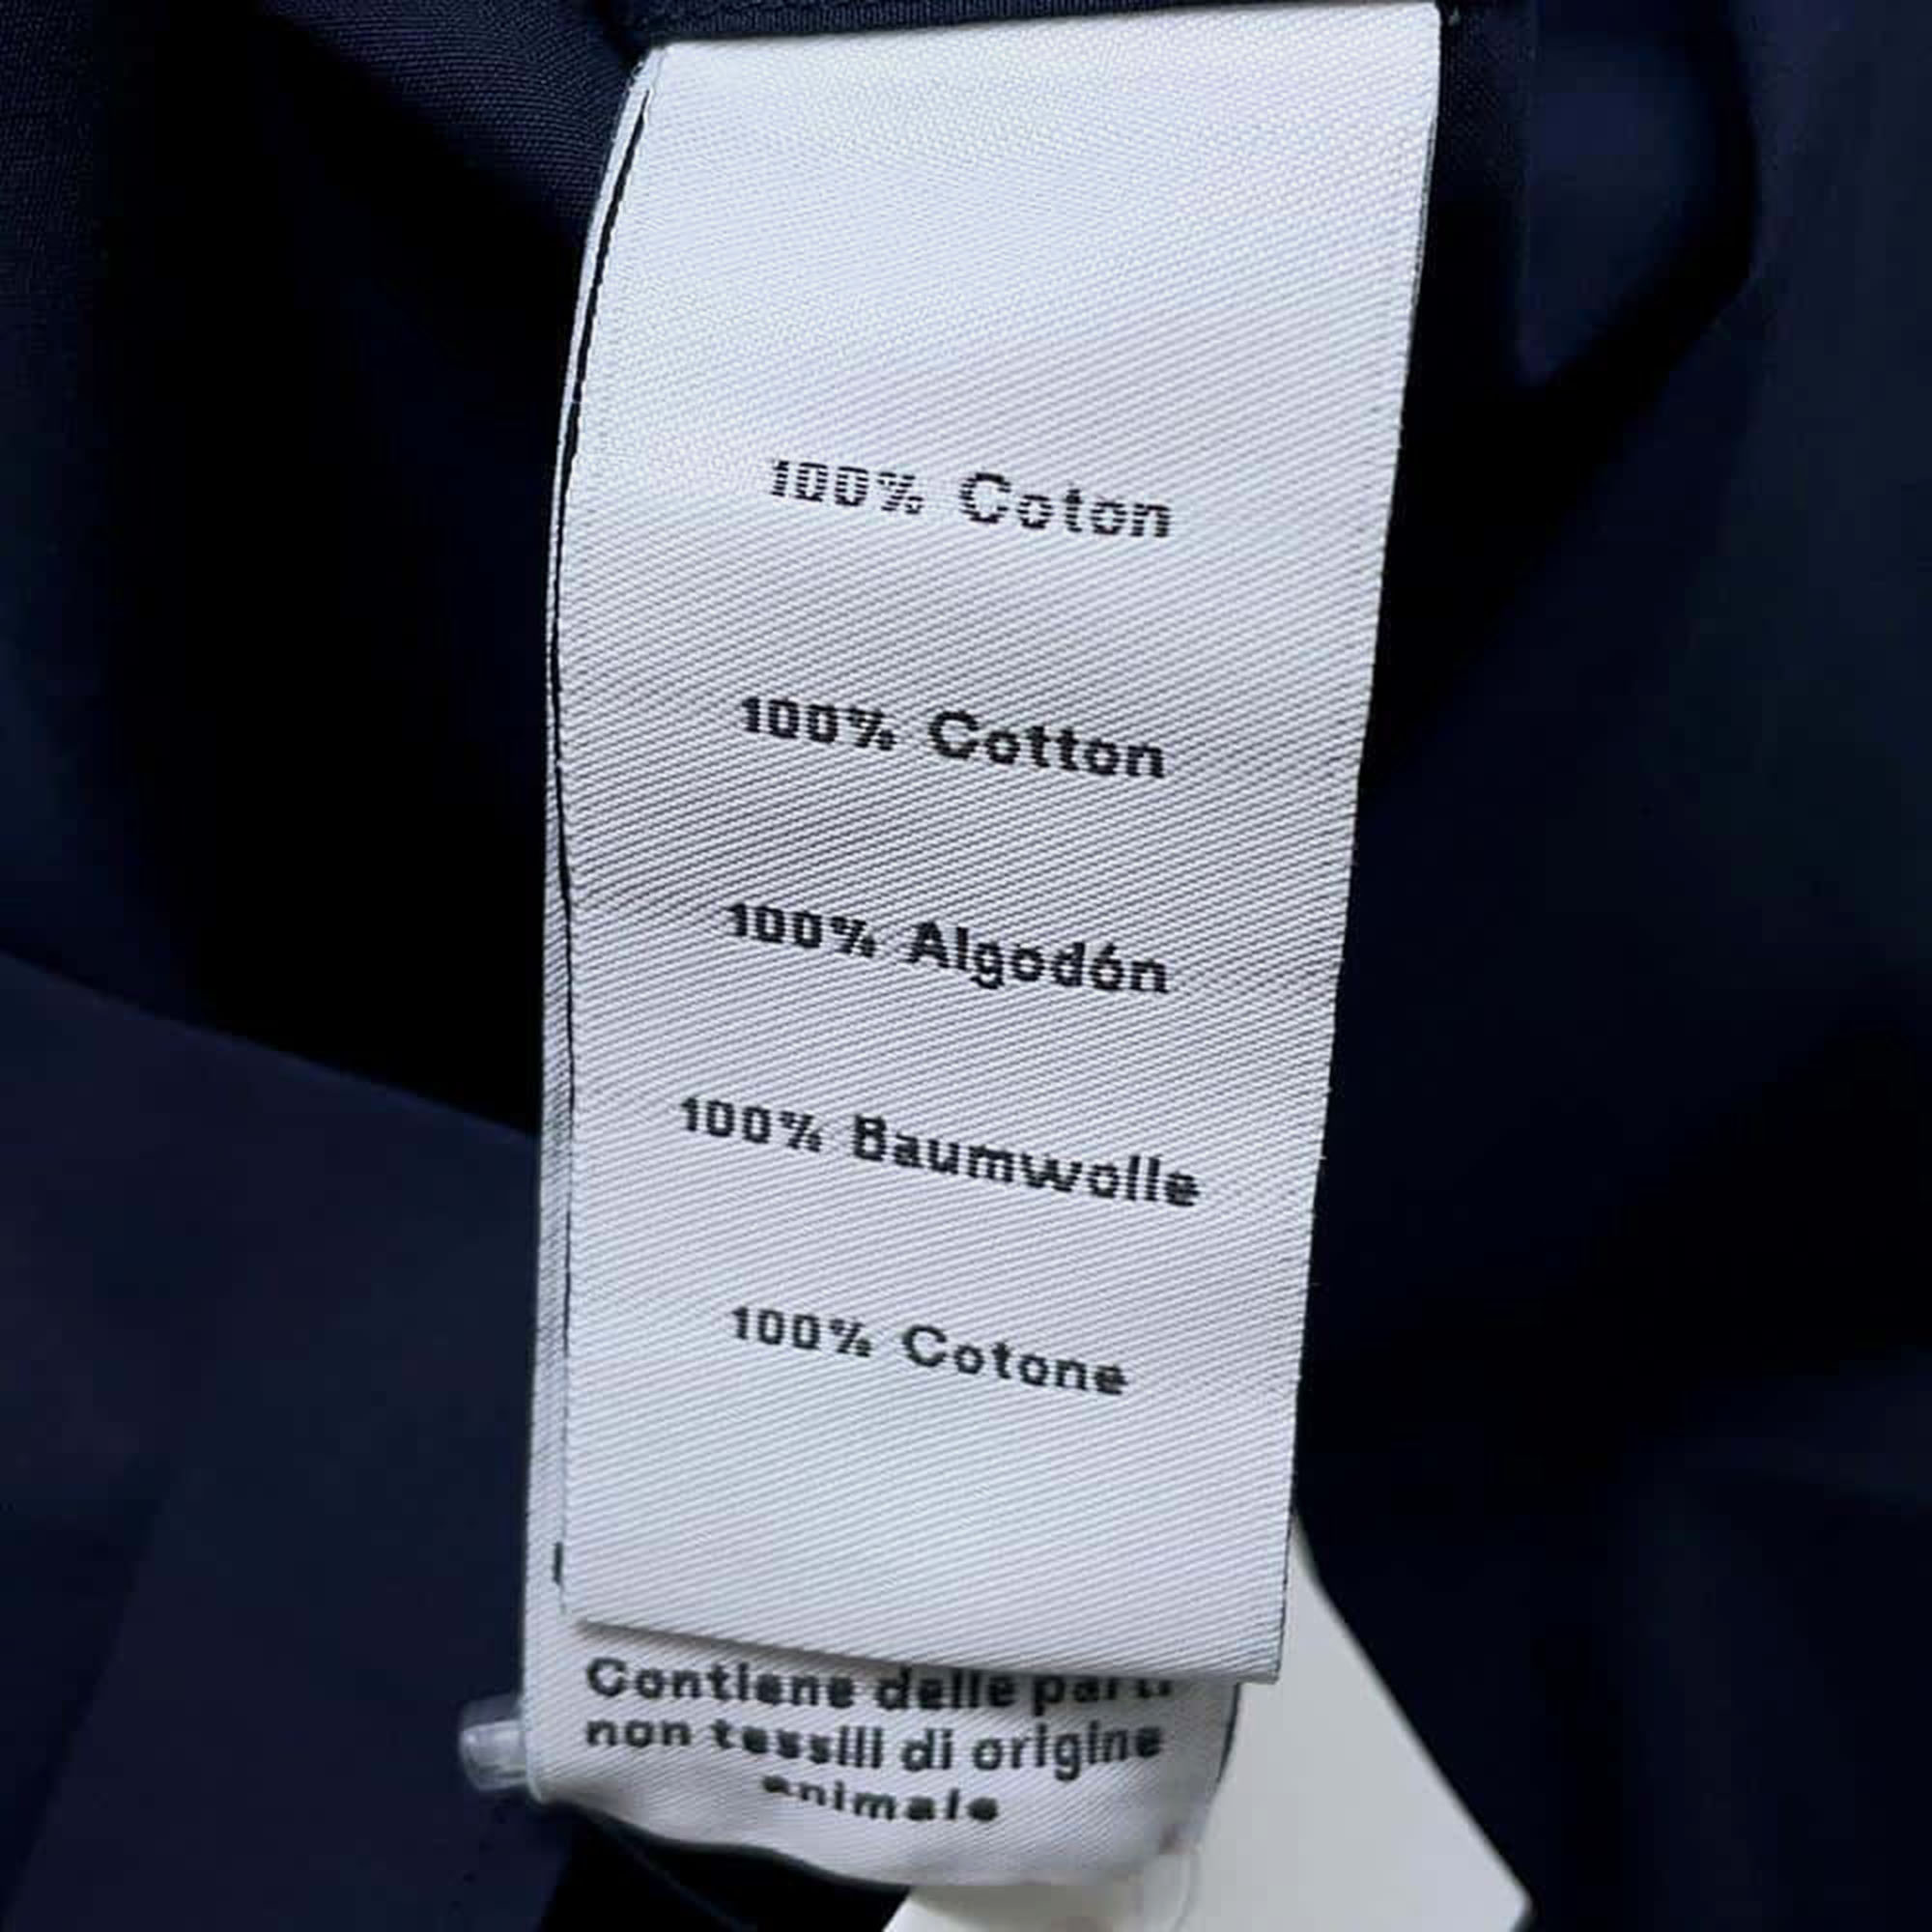 100% Coton
100% Cotton
100% Algodón
100% Baumwolle
100% Cotone
Contiene delle parti
non tessili di origine
animale